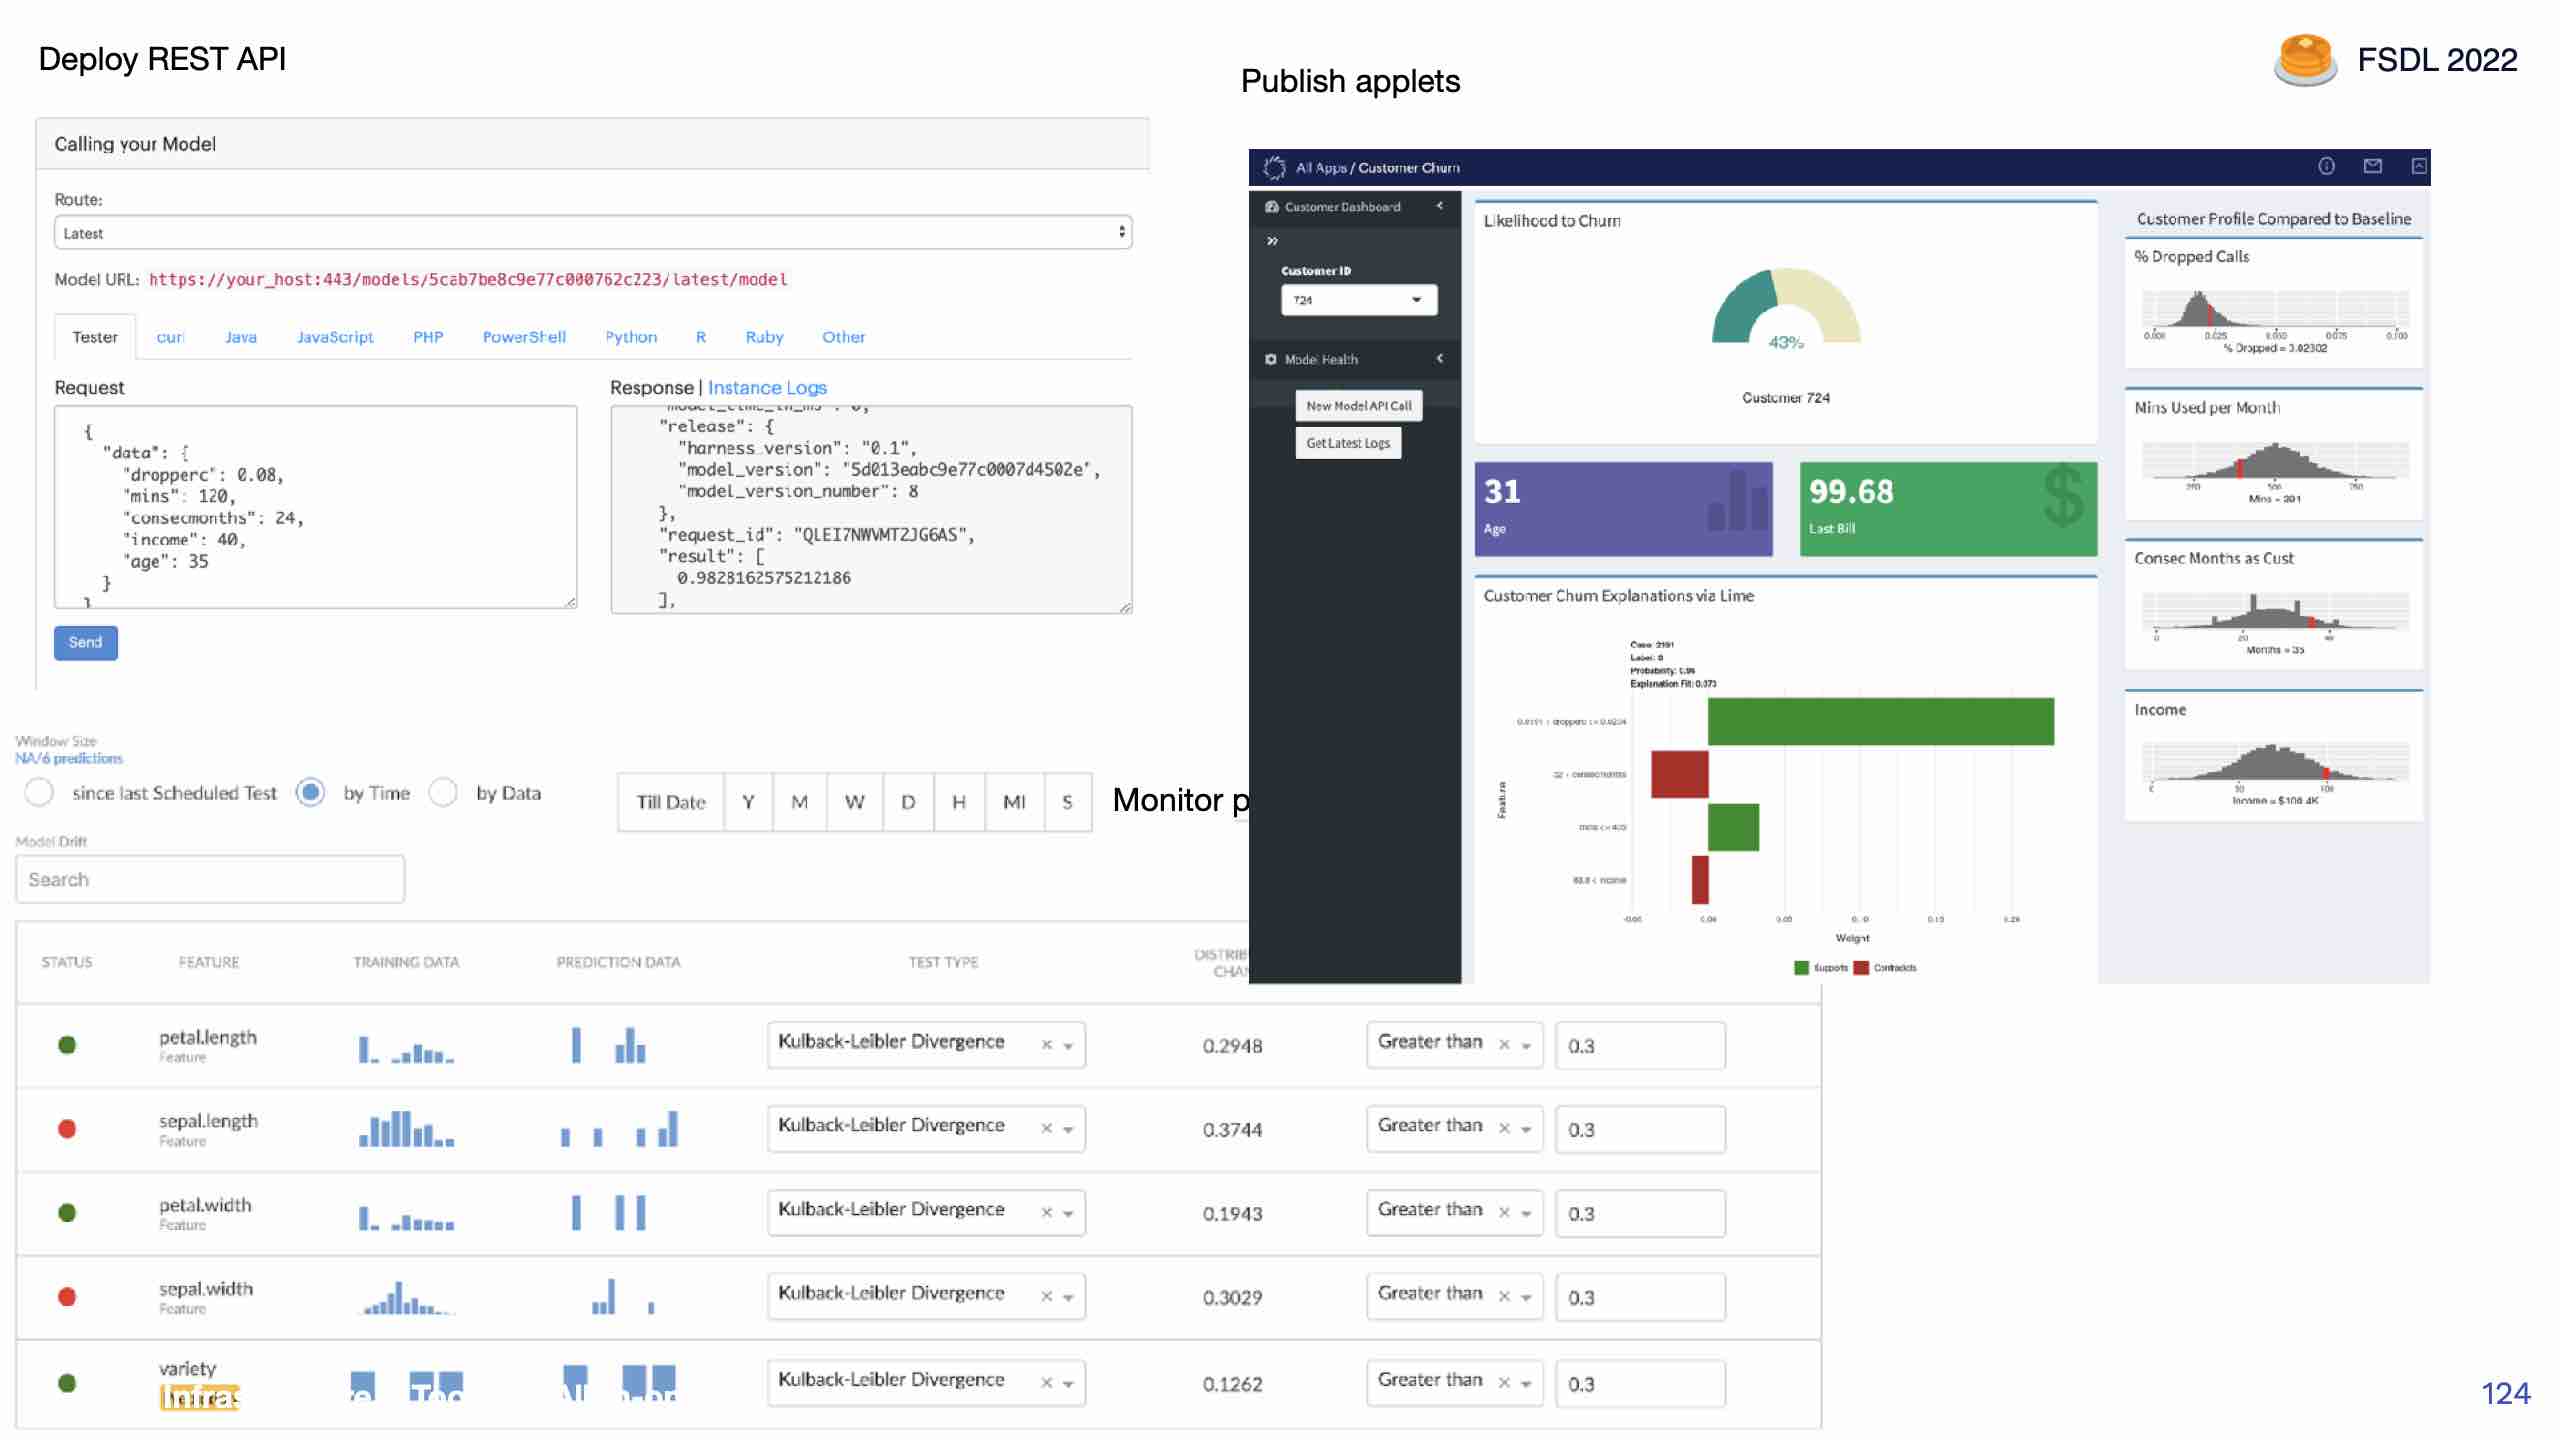 Deploy REST API
Publish applets
FSDL 2022
Calling your Model
Route:
Latest
Model URL: https://your_host:443/models/5cab7be8c9e77c000762c223/latest/model
Tester curl Java JavaScript PHP PowerShell Python R Ruby Other
Request
{
"data": {
"dropperc": 0.08,
"mins": 120,
"consecmonths": 24,
"income": 40,
"age": 35
}
}
Send
Response | Instance Logs
"release": {
"harness_version": "0.1",
"model_version": "5d013eabc9e77c0007d4502e",
"model_version_number": 8
},
"request_id": "QLEI7NWVMT2JG6AS",
"result": [
0.9828162575212186
],
All Apps / Customer Churn
Customer Dashboard
Customer ID
724
Model Health
New Model API Call
Get Latest Logs
Likelihood to Churn
43%
Customer 724
31
Age
99.68
Last Bill
Customer Churn Explanations via Lime
Label: 0
Feature
Weight
Supports Contradicts
Customer Profile Compared to Baseline
% Dropped Calls
Mins Used per Month
Consec Months as Cust
Months = 35
Income
Window Size
NA/6 predictions
since last Scheduled Test by Time by Data
Till Date Y M W D H MI S
Monitor p
Model Drift
Search
STATUS FEATURE TRAINING DATA PREDICTION DATA TEST TYPE
petal.length
Feature
Kulback-Leibler Divergence 0.2948 Greater than 0.3
sepal.length
Feature
Kulback-Leibler Divergence 0.3744 Greater than 0.3
petal.width
Feature
Kulback-Leibler Divergence 0.1943 Greater than 0.3
sepal.width
Feature
Kulback-Leibler Divergence 0.3029 Greater than 0.3
variety
Kulback-Leibler Divergence 0.1262 Greater than 0.3
124